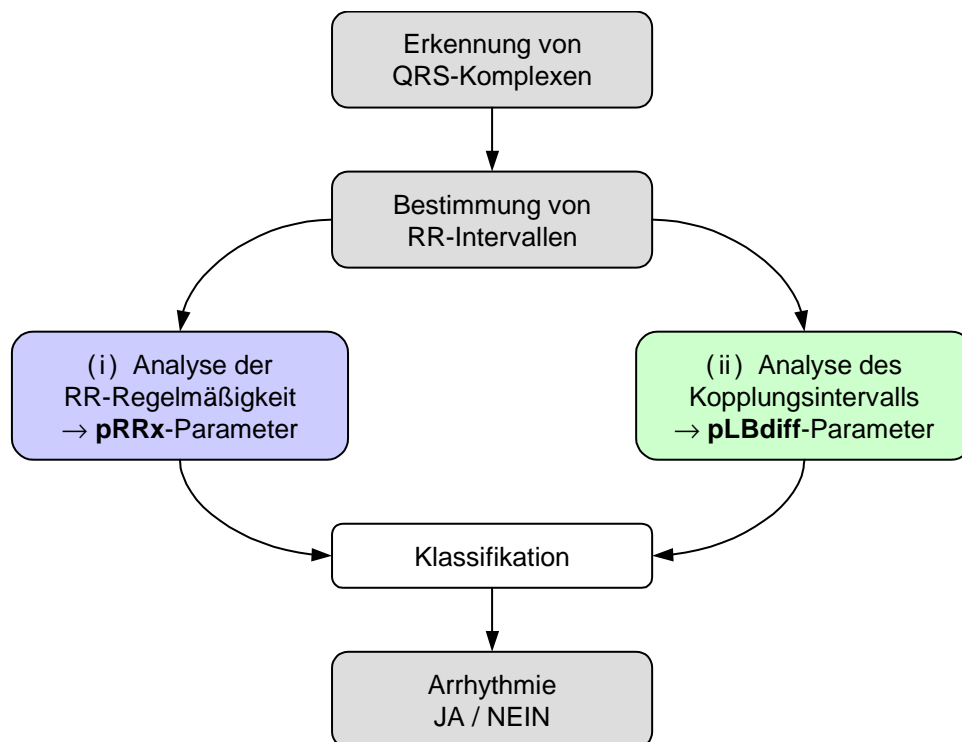 Erkennung von
QRS-Komplexen
Bestimmung von
RR-Intervallen
(i) Analyse der
RR-Regelmäßigkeit
→ pRRx-Parameter
(ii) Analyse des
Kopplungsintervalls
→ pLBdiff-Parameter
Klassifikation
Arrhythmie
JA / NEIN